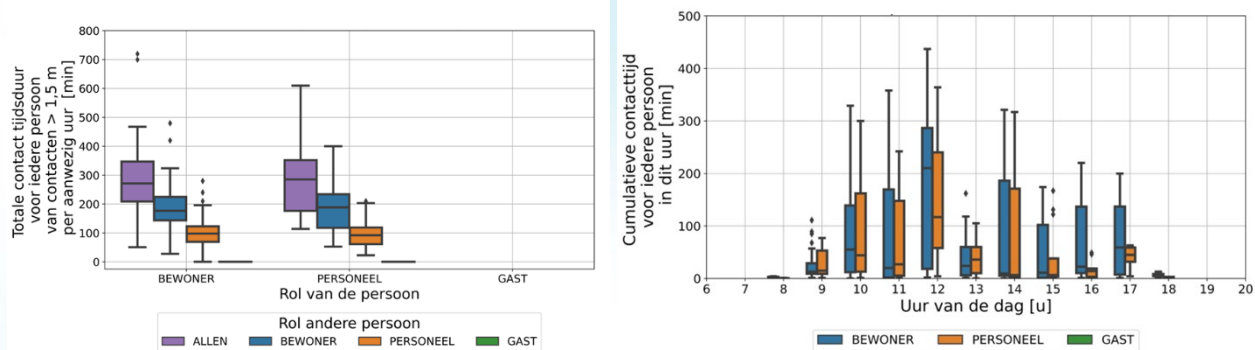 Totale contact tijdsduur
voor iedere persoon
van contacten > 1,5 m
per aanwezig uur [min]
800
700
600
500
400
300
200
100
0
BEWONER
PERSONEEL
GAST
Rol van de persoon
Rol andere persoon
ALLEN
BEWONER
PERSONEEL
GAST
Cumulatieve contacttijd
voor iedere persoon
in dit uur [min]
500
400
300
200
100
0
6 7 8 9 10 11 12 13 14 15 16 17 18 19 20
Uur van de dag [u]
BEWONER
PERSONEEL
GAST